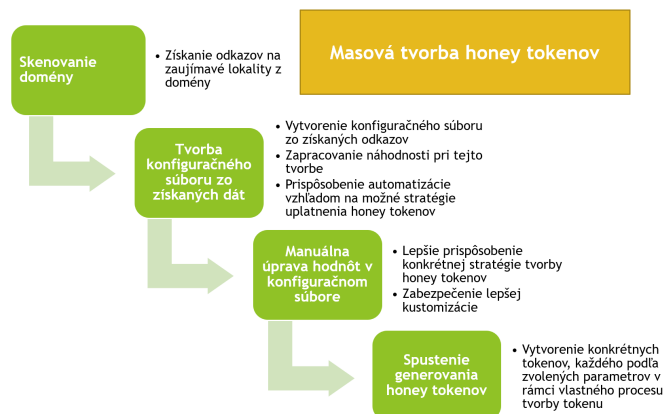 Masová tvorba honey tokenov
Skenovanie
domény
• Získanie odkazov na
zaujímavé lokality z
domény
Tvorba
konfiguračného
súboru zo
získaných dát
• Vytvorenie konfiguračného súboru
zo získaných odkazov
• Zapracovanie náhodnosti pri tejto
tvorbe
• Prispôsobenie automatizácie
vzhľadom na možné stratégie
uplatnenia honey tokenov
Manuálna
úprava hodnôt v
konfiguračnom
súbore
• Lepšie prispôsobenie
konkrétnej stratégie tvorby
honey tokenov
• Zabezpečenie lepšej
kustomizácie
Spustenie
generovania
honey tokenov
• Vytvorenie konkrétnych
tokenov, každého podľa
zvolených parametrov v
rámci vlastného procesu
tvorby tokenu